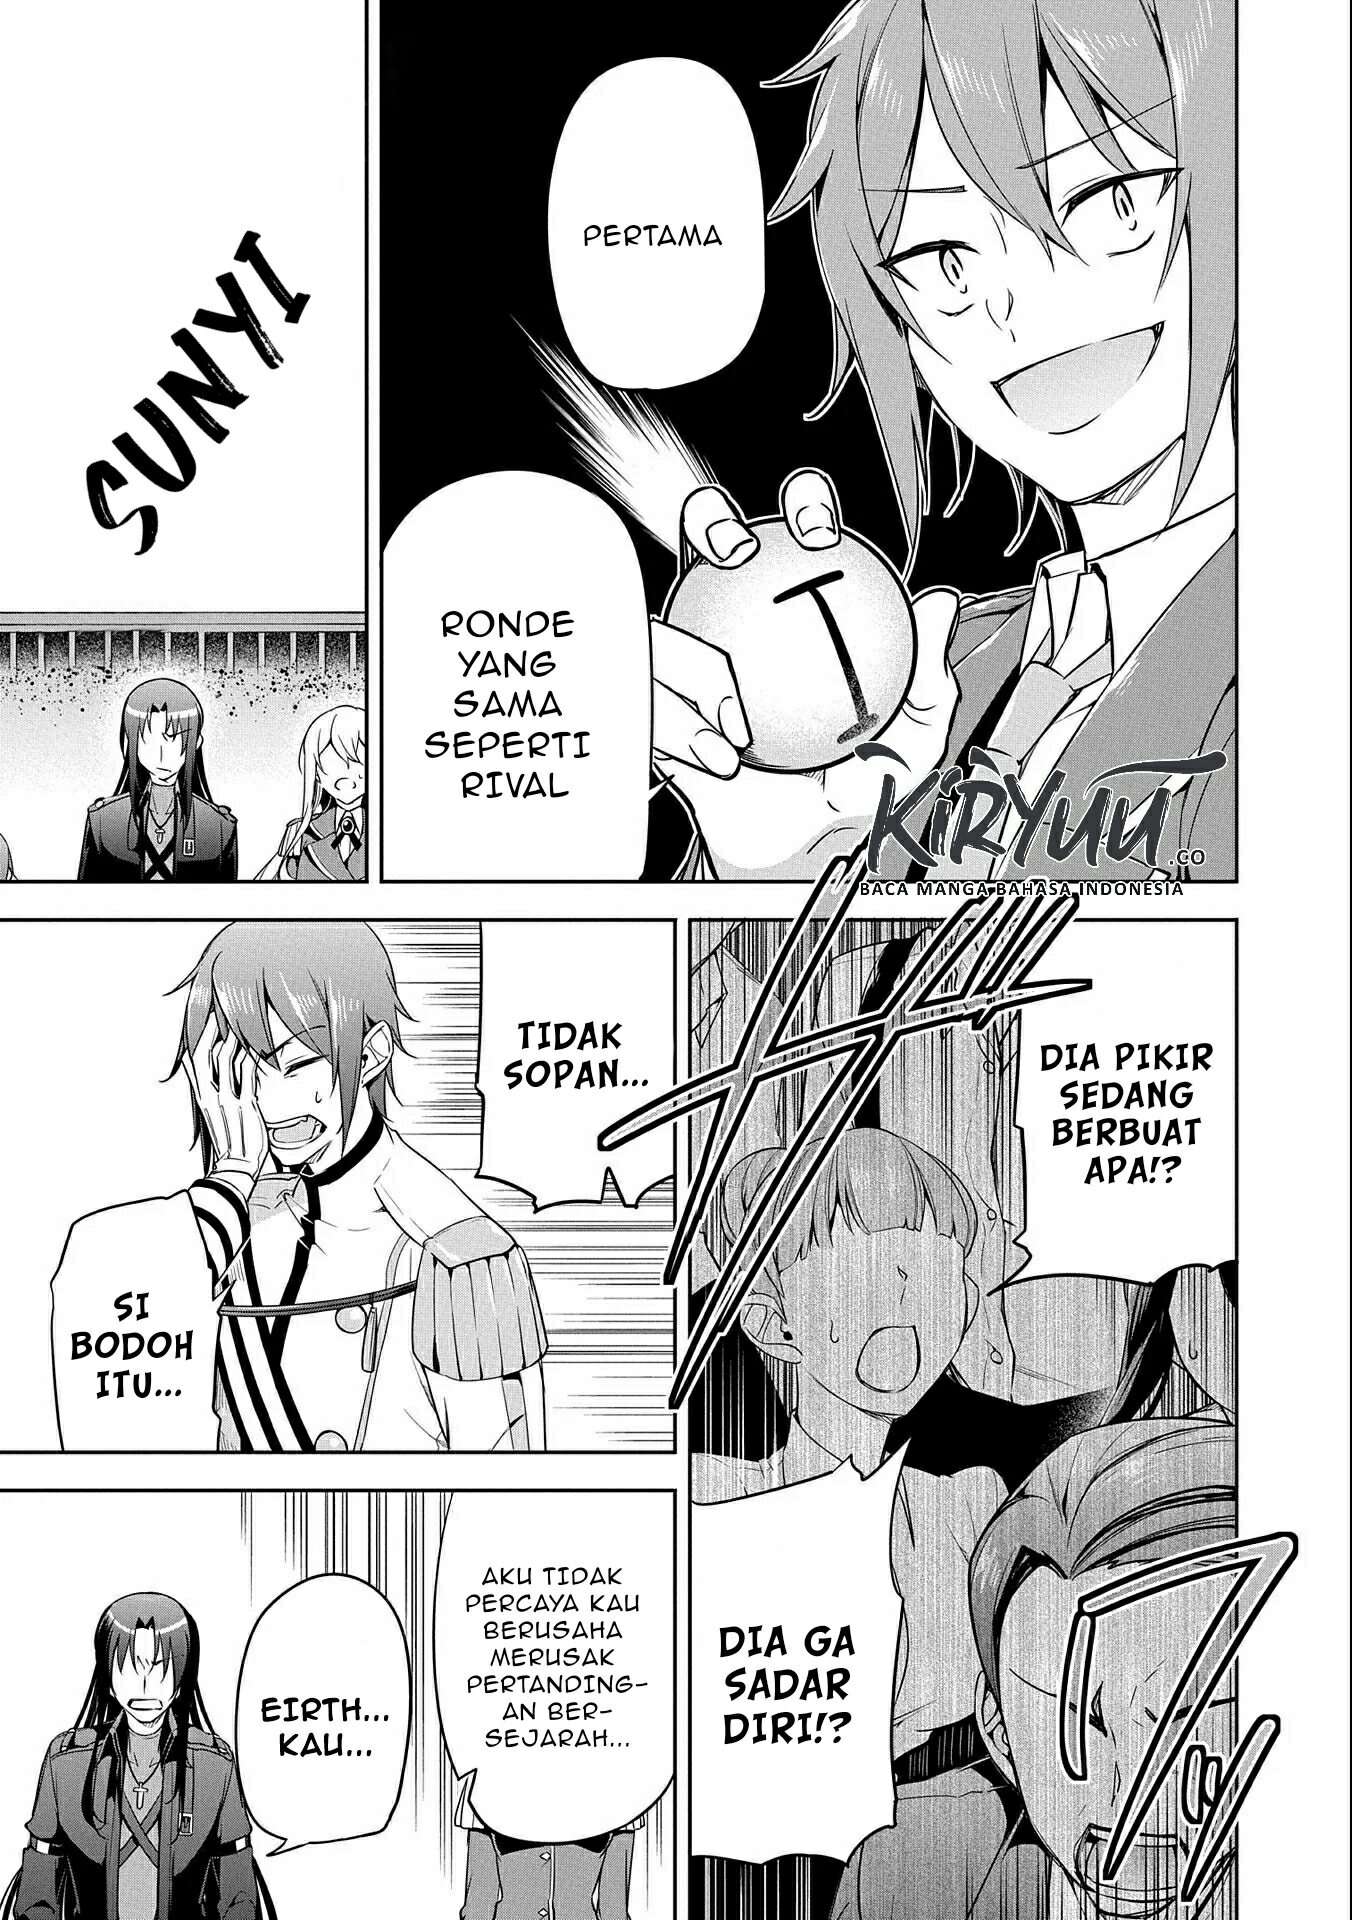 PERTAMA
I
RONDE
YANG
SAMA
SEPERTI
RIVAL
KIRYUU
.CO
BACA MANGA BAHASA INDONESIA
SUNYI
DIA PIKIR
SEDANG
BERBUAT
APA!?
DIA GA
SADAR
DIRI!?
TIDAK
SOPAN...
SI
BODOH
ITU...
AKU TIDAK
PERCAYA KAU
BERUSAHA
MERUSAK
PERTANDING-
AN BER-
SEJARAH...
EIRTH...
KAU...